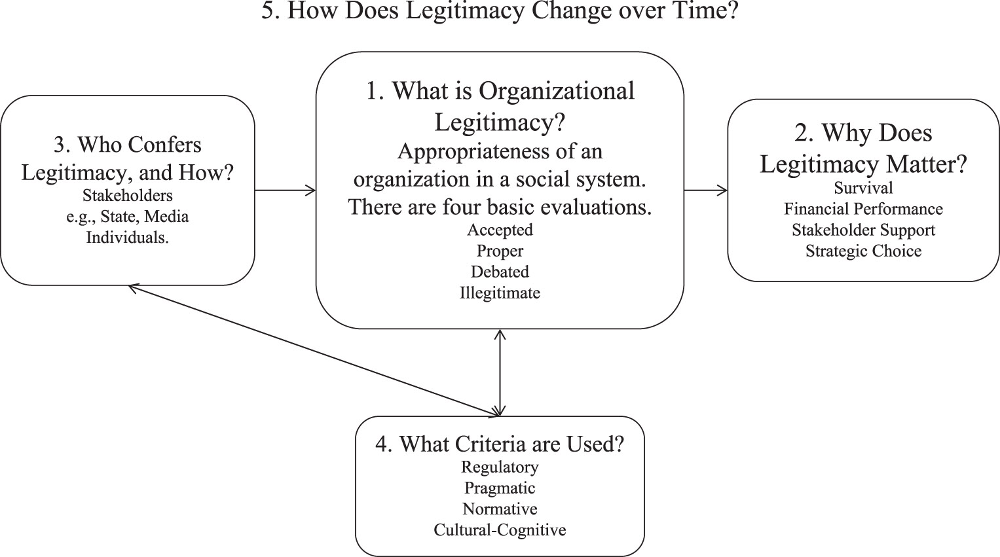 5. How Does Legitimacy Change over Time?
1. What is Organizational
Legitimacy?
Appropriateness of an
organization in a social system.
There are four basic evaluations.
Accepted
Proper
Debated
Illegitimate
2. Why Does
Legitimacy Matter?
Survival
Financial Performance
Stakeholder Support
Strategic Choice
3. Who Confers
Legitimacy, and How?
Stakeholders
e.g., State, Media
Individuals.
4. What Criteria are Used?
Regulatory
Pragmatic
Normative
Cultural-Cognitive